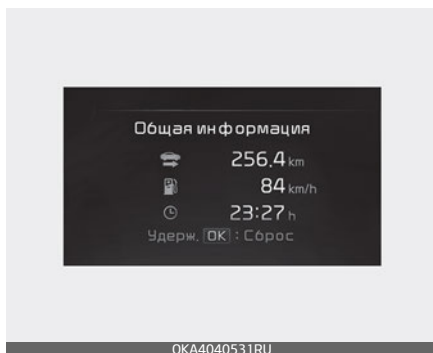 Общая информация
256.4 km
84 km/h
23:27 h
Удерж. OK : Сброс
OKA4040531RU